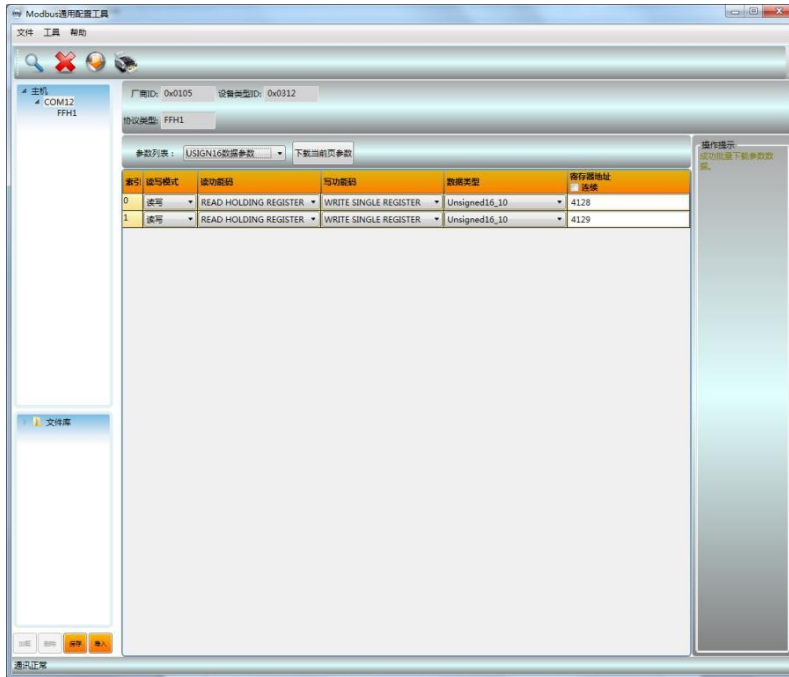 Modbus通用配置工具
文件 工具 帮助
主机
COM12
FFH1
厂商ID: 0x0105 设备类型ID: 0x0312
协议类型: FFH1
参数列表: USIGN16数据参数 下载当前页参数
操作提示
成功批量下载参数数据。
索引 读写模式 读功能码 写功能码 数据类型 寄存器地址
连续
0 读写 READ HOLDING REGISTER WRITE SINGLE REGISTER Unsigned16_10 4128
1 读写 READ HOLDING REGISTER WRITE SINGLE REGISTER Unsigned16_10 4129
文件库
删除 保存 导入
通讯正常